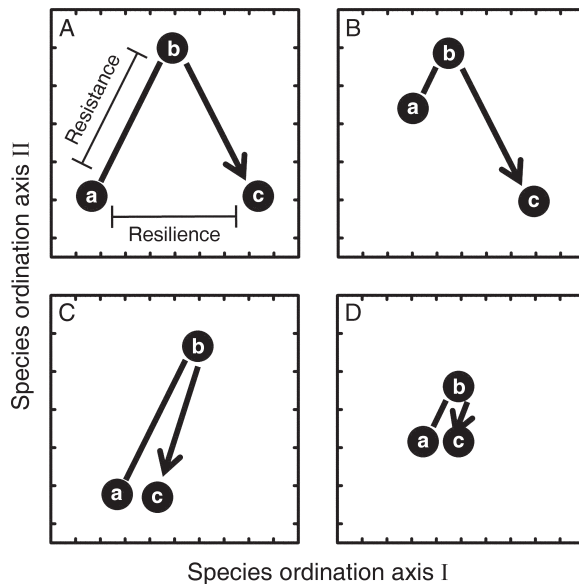 A
b
Resistance
a
c
Resilience
B
b
a
c
Species ordination axis II
C
b
a
c
D
b
a
c
Species ordination axis I